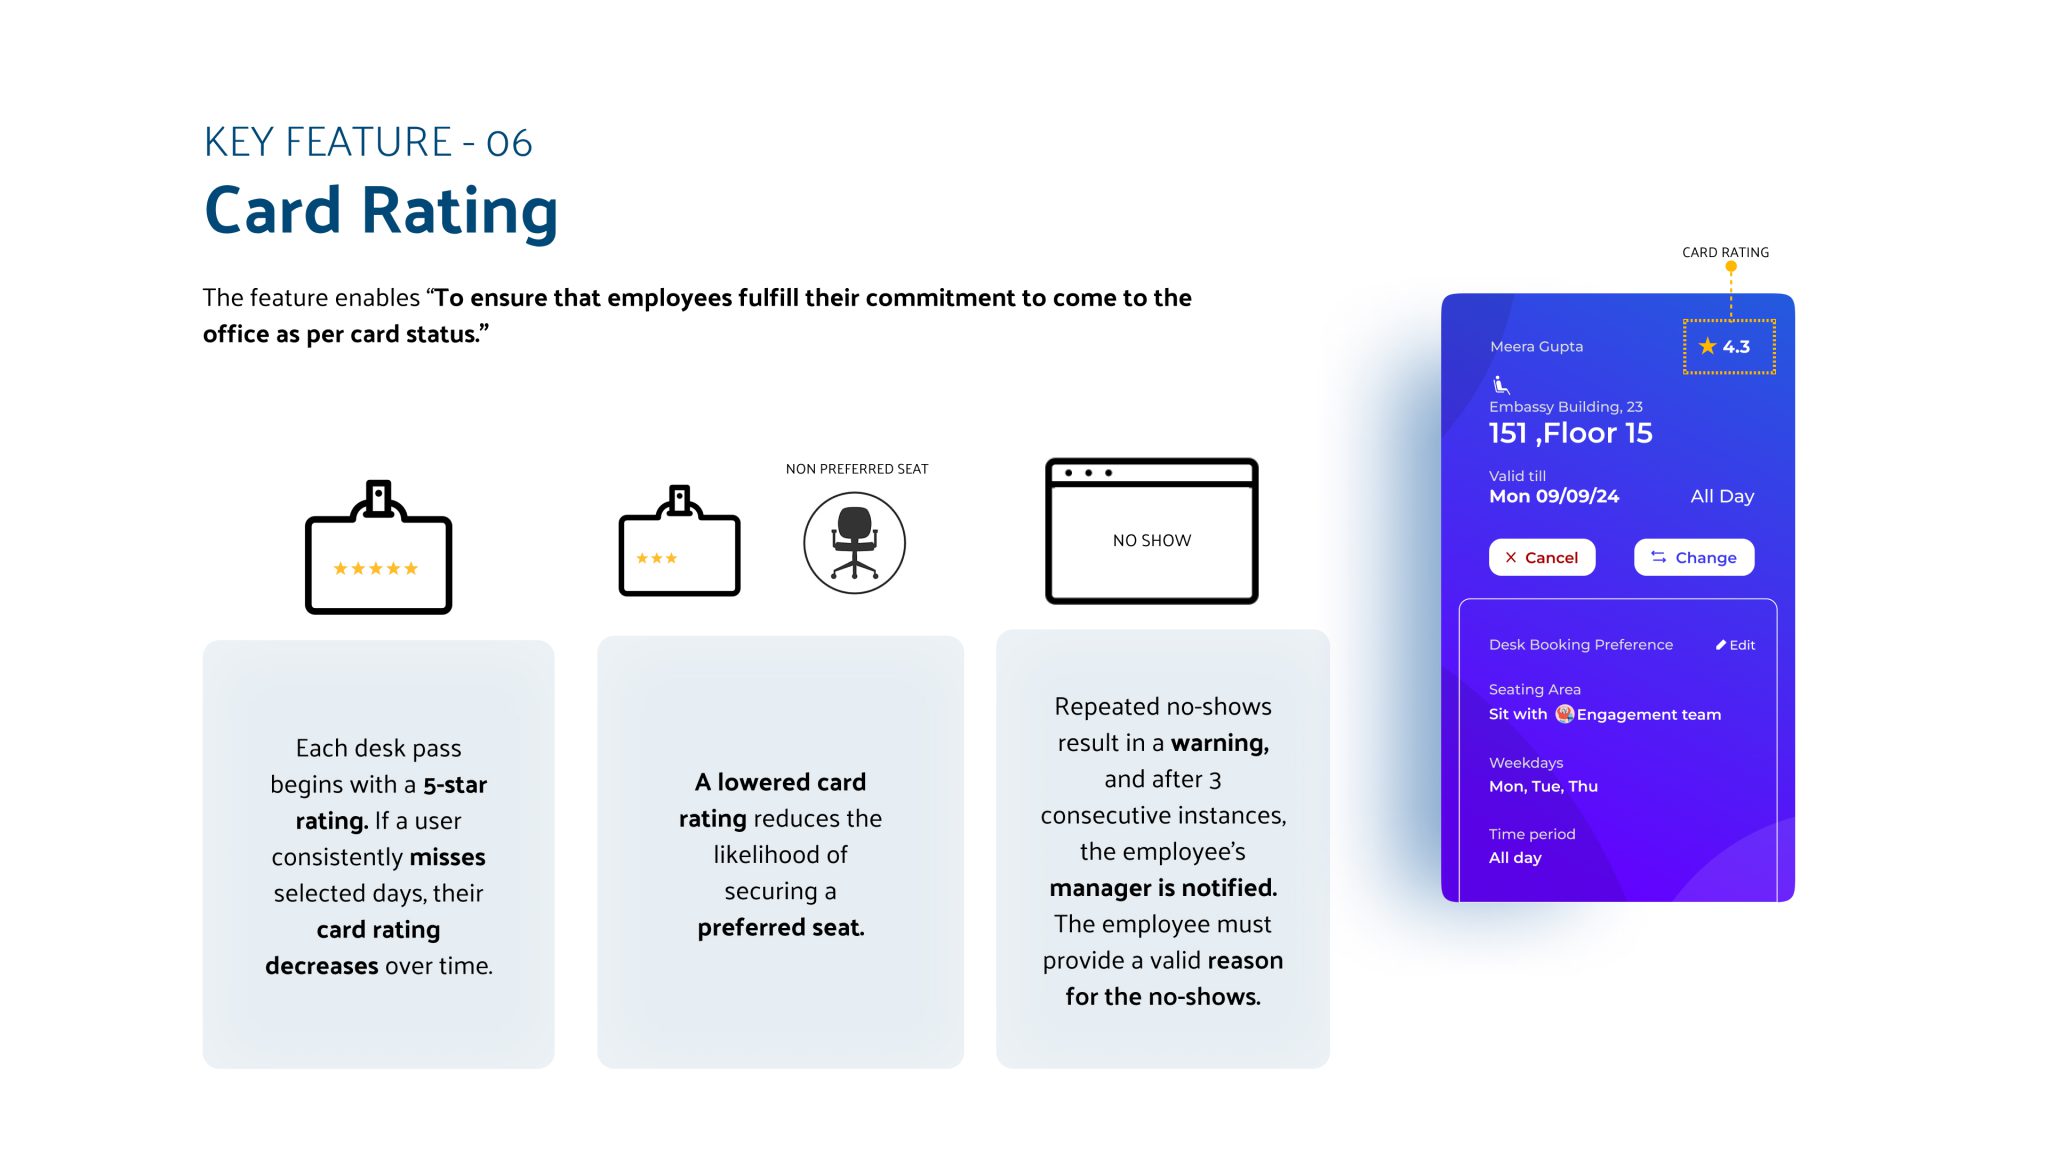 KEY FEATURE - 06
Card Rating
The feature enables “To ensure that employees fulfill their commitment to come to the
office as per card status.”
NON PREFERRED SEAT
NO SHOW
Each desk pass
begins with a 5-star
rating. If a user
consistently misses
selected days, their
card rating
decreases over time.
A lowered card
rating reduces the
likelihood of
securing a
preferred seat.
Repeated no-shows
result in a warning,
and after 3
consecutive instances,
the employee’s
manager is notified.
The employee must
provide a valid reason
for the no-shows.
CARD RATING
Meera Gupta
4.3
Embassy Building, 23
151 ,Floor 15
Valid till
Mon 09/09/24
All Day
Cancel
Change
Desk Booking Preference
Edit
Seating Area
Sit with Engagement team
Weekdays
Mon, Tue, Thu
Time period
All day